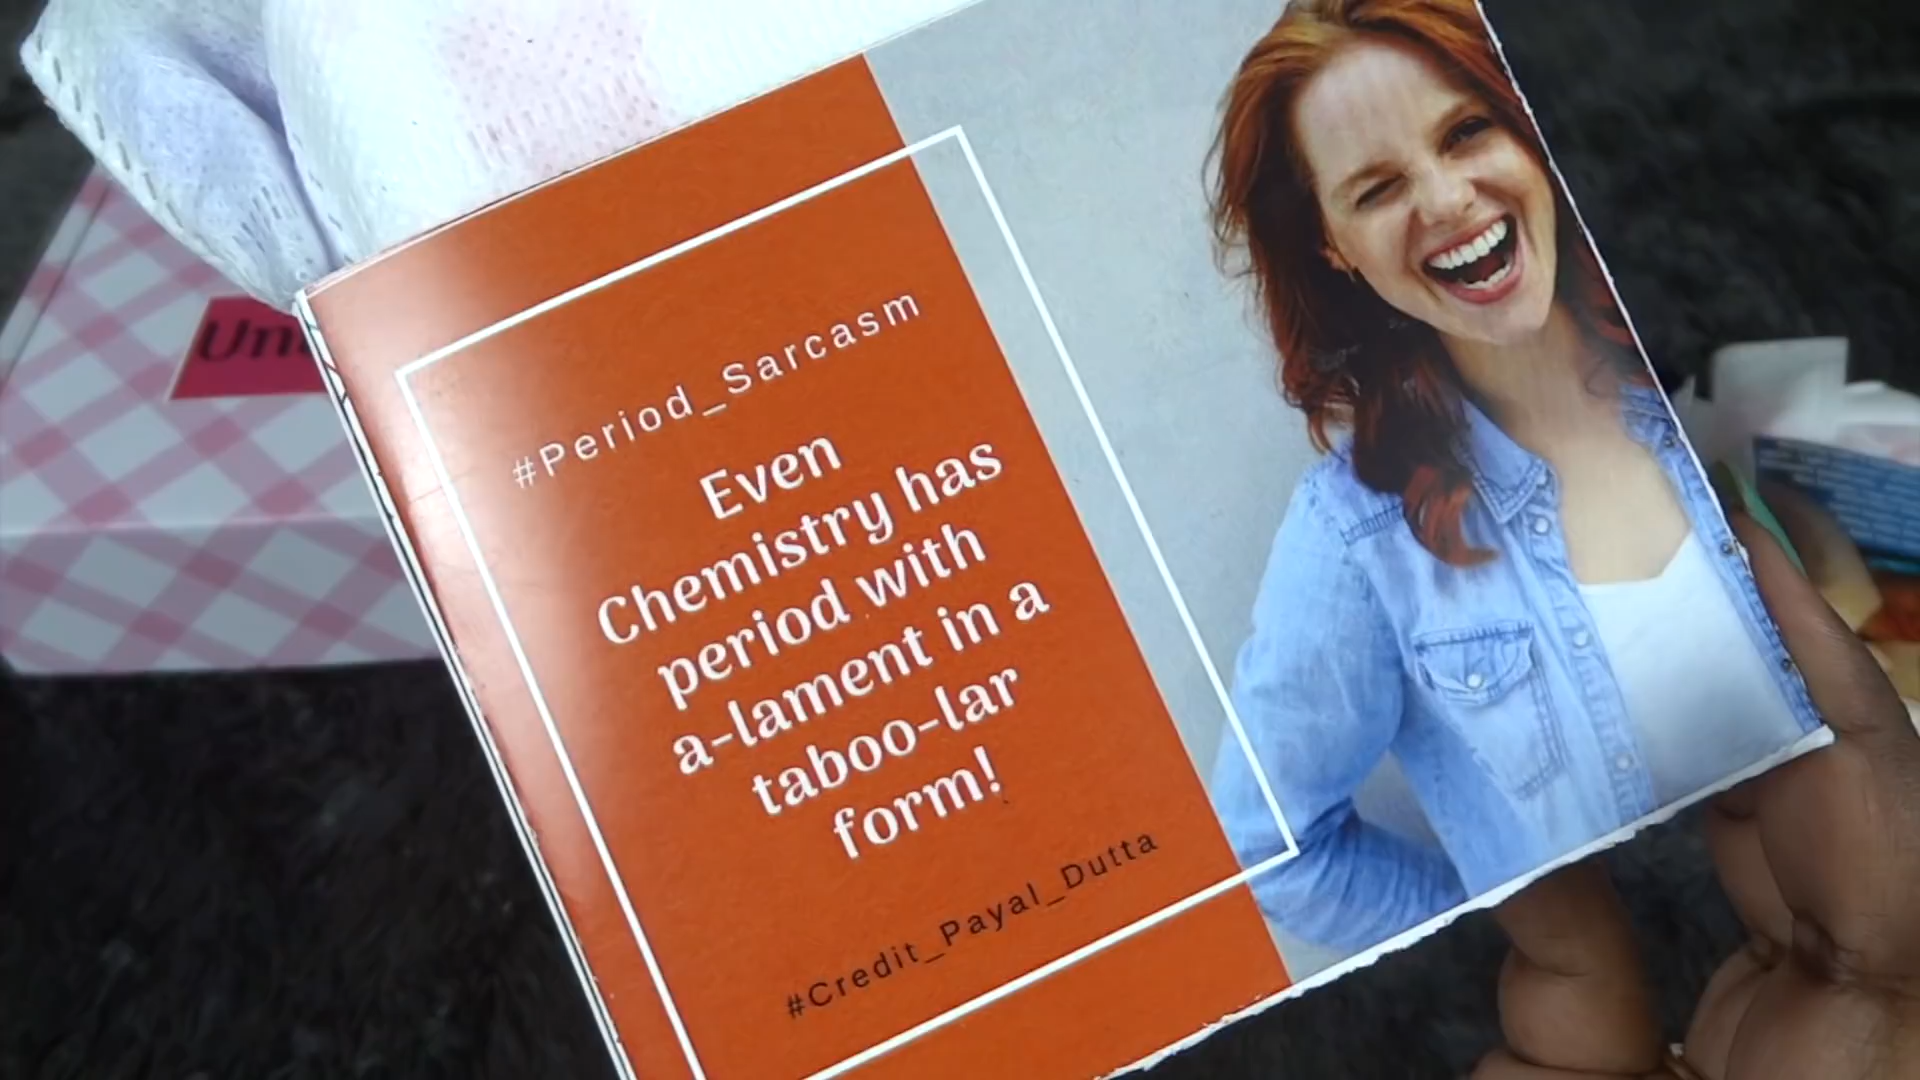 #Period_Sarcasm
Even
Chemistry has
period with
a-lament in a
taboo-lar
form!
#Credit_Payal_Dutta